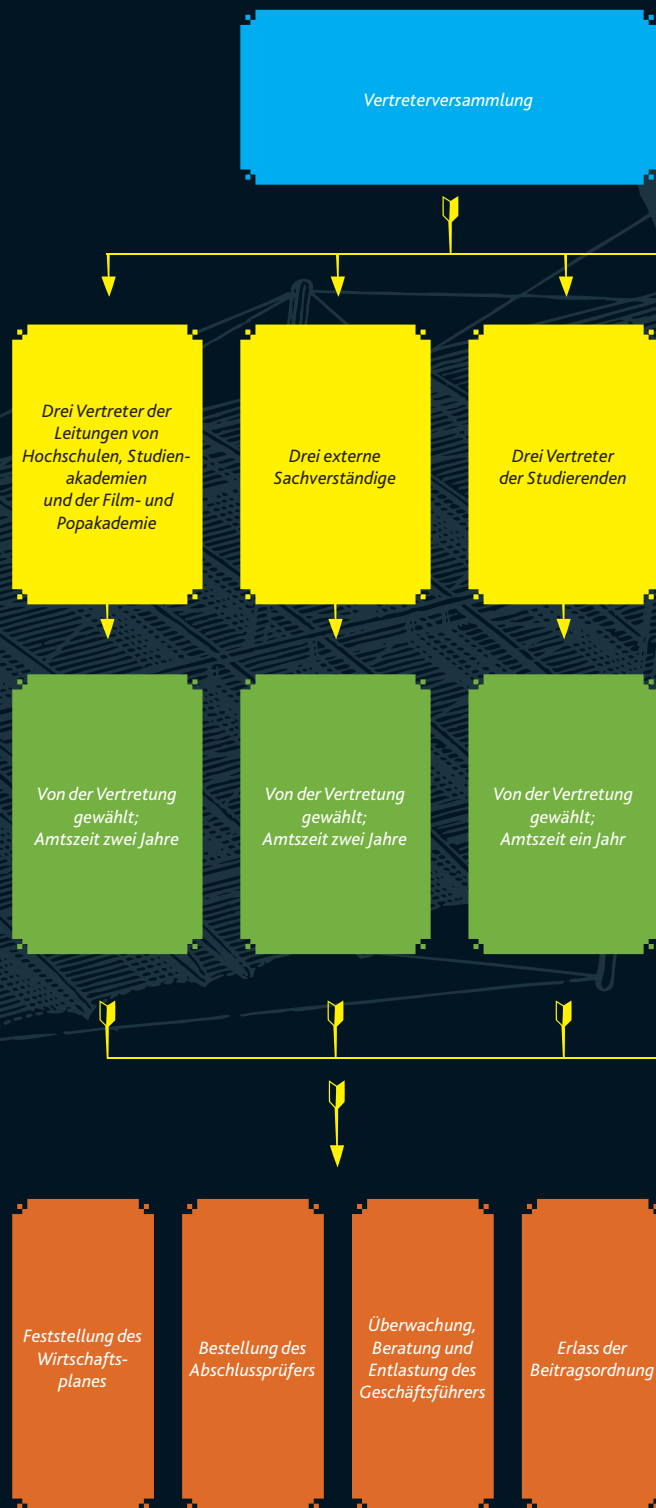 Vertreterversammlung
Drei Vertreter der
Leitungen von
Hochschulen, Studien-
akademien
und der Film- und
Popakademie
Drei externe
Sachverständige
Drei Vertreter
der Studierenden
Von der Vertretung
gewählt;
Amtszeit zwei Jahre
Von der Vertretung
gewählt;
Amtszeit zwei Jahre
Von der Vertretung
gewählt;
Amtszeit ein Jahr
Feststellung des
Wirtschafts-
planes
Bestellung des
Abschlussprüfers
Überwachung,
Beratung und
Entlastung des
Geschäftsführers
Erlass der
Beitragsordnung